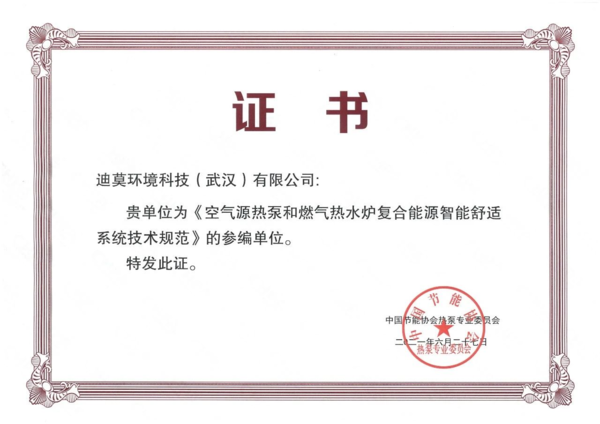 证 书
迪莫环境科技（武汉）有限公司:
贵单位为《空气源热泵和燃气热水炉复合能源智能舒适
系统技术规范》的参编单位。
特发此证。
中国节能协会热泵专业委员会
二〇二一年六月二十七日
中国节能协会
热泵专业委员会